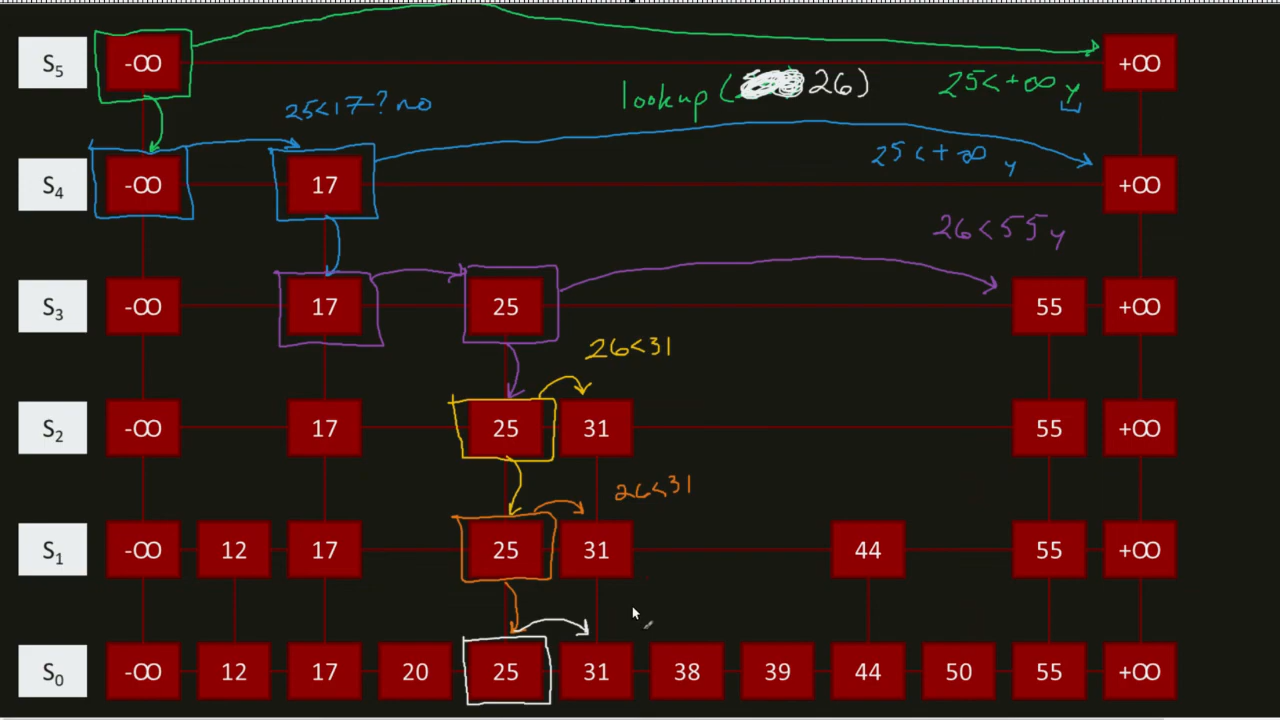 S5 -∞ +∞
lookup ( 26) 25<+∞ y
25<17? no
S4 -∞ 17 25<+∞ y +∞
26<55 y
S3 -∞ 17 25 55 +∞
26<31
S2 -∞ 17 25 31 55 +∞
26<31
S1 -∞ 12 17 25 31 44 55 +∞
S0 -∞ 12 17 20 25 31 38 39 44 50 55 +∞